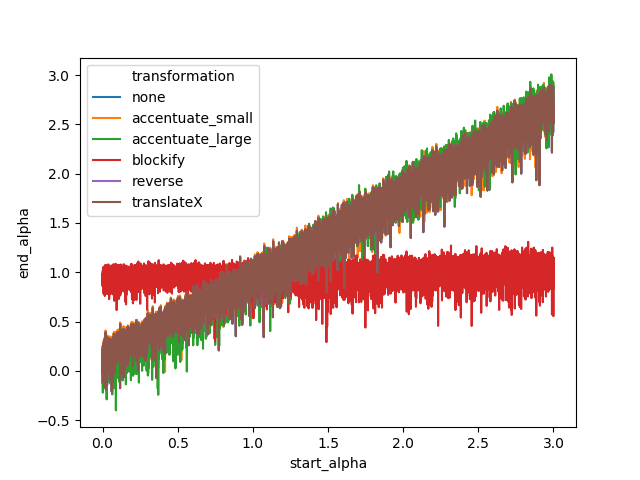 transformation
none
accentuate_small
accentuate_large
blockify
reverse
translateX
3.0
2.5
2.0
1.5
1.0
0.5
0.0
−0.5
end_alpha
0.0 0.5 1.0 1.5 2.0 2.5 3.0
start_alpha